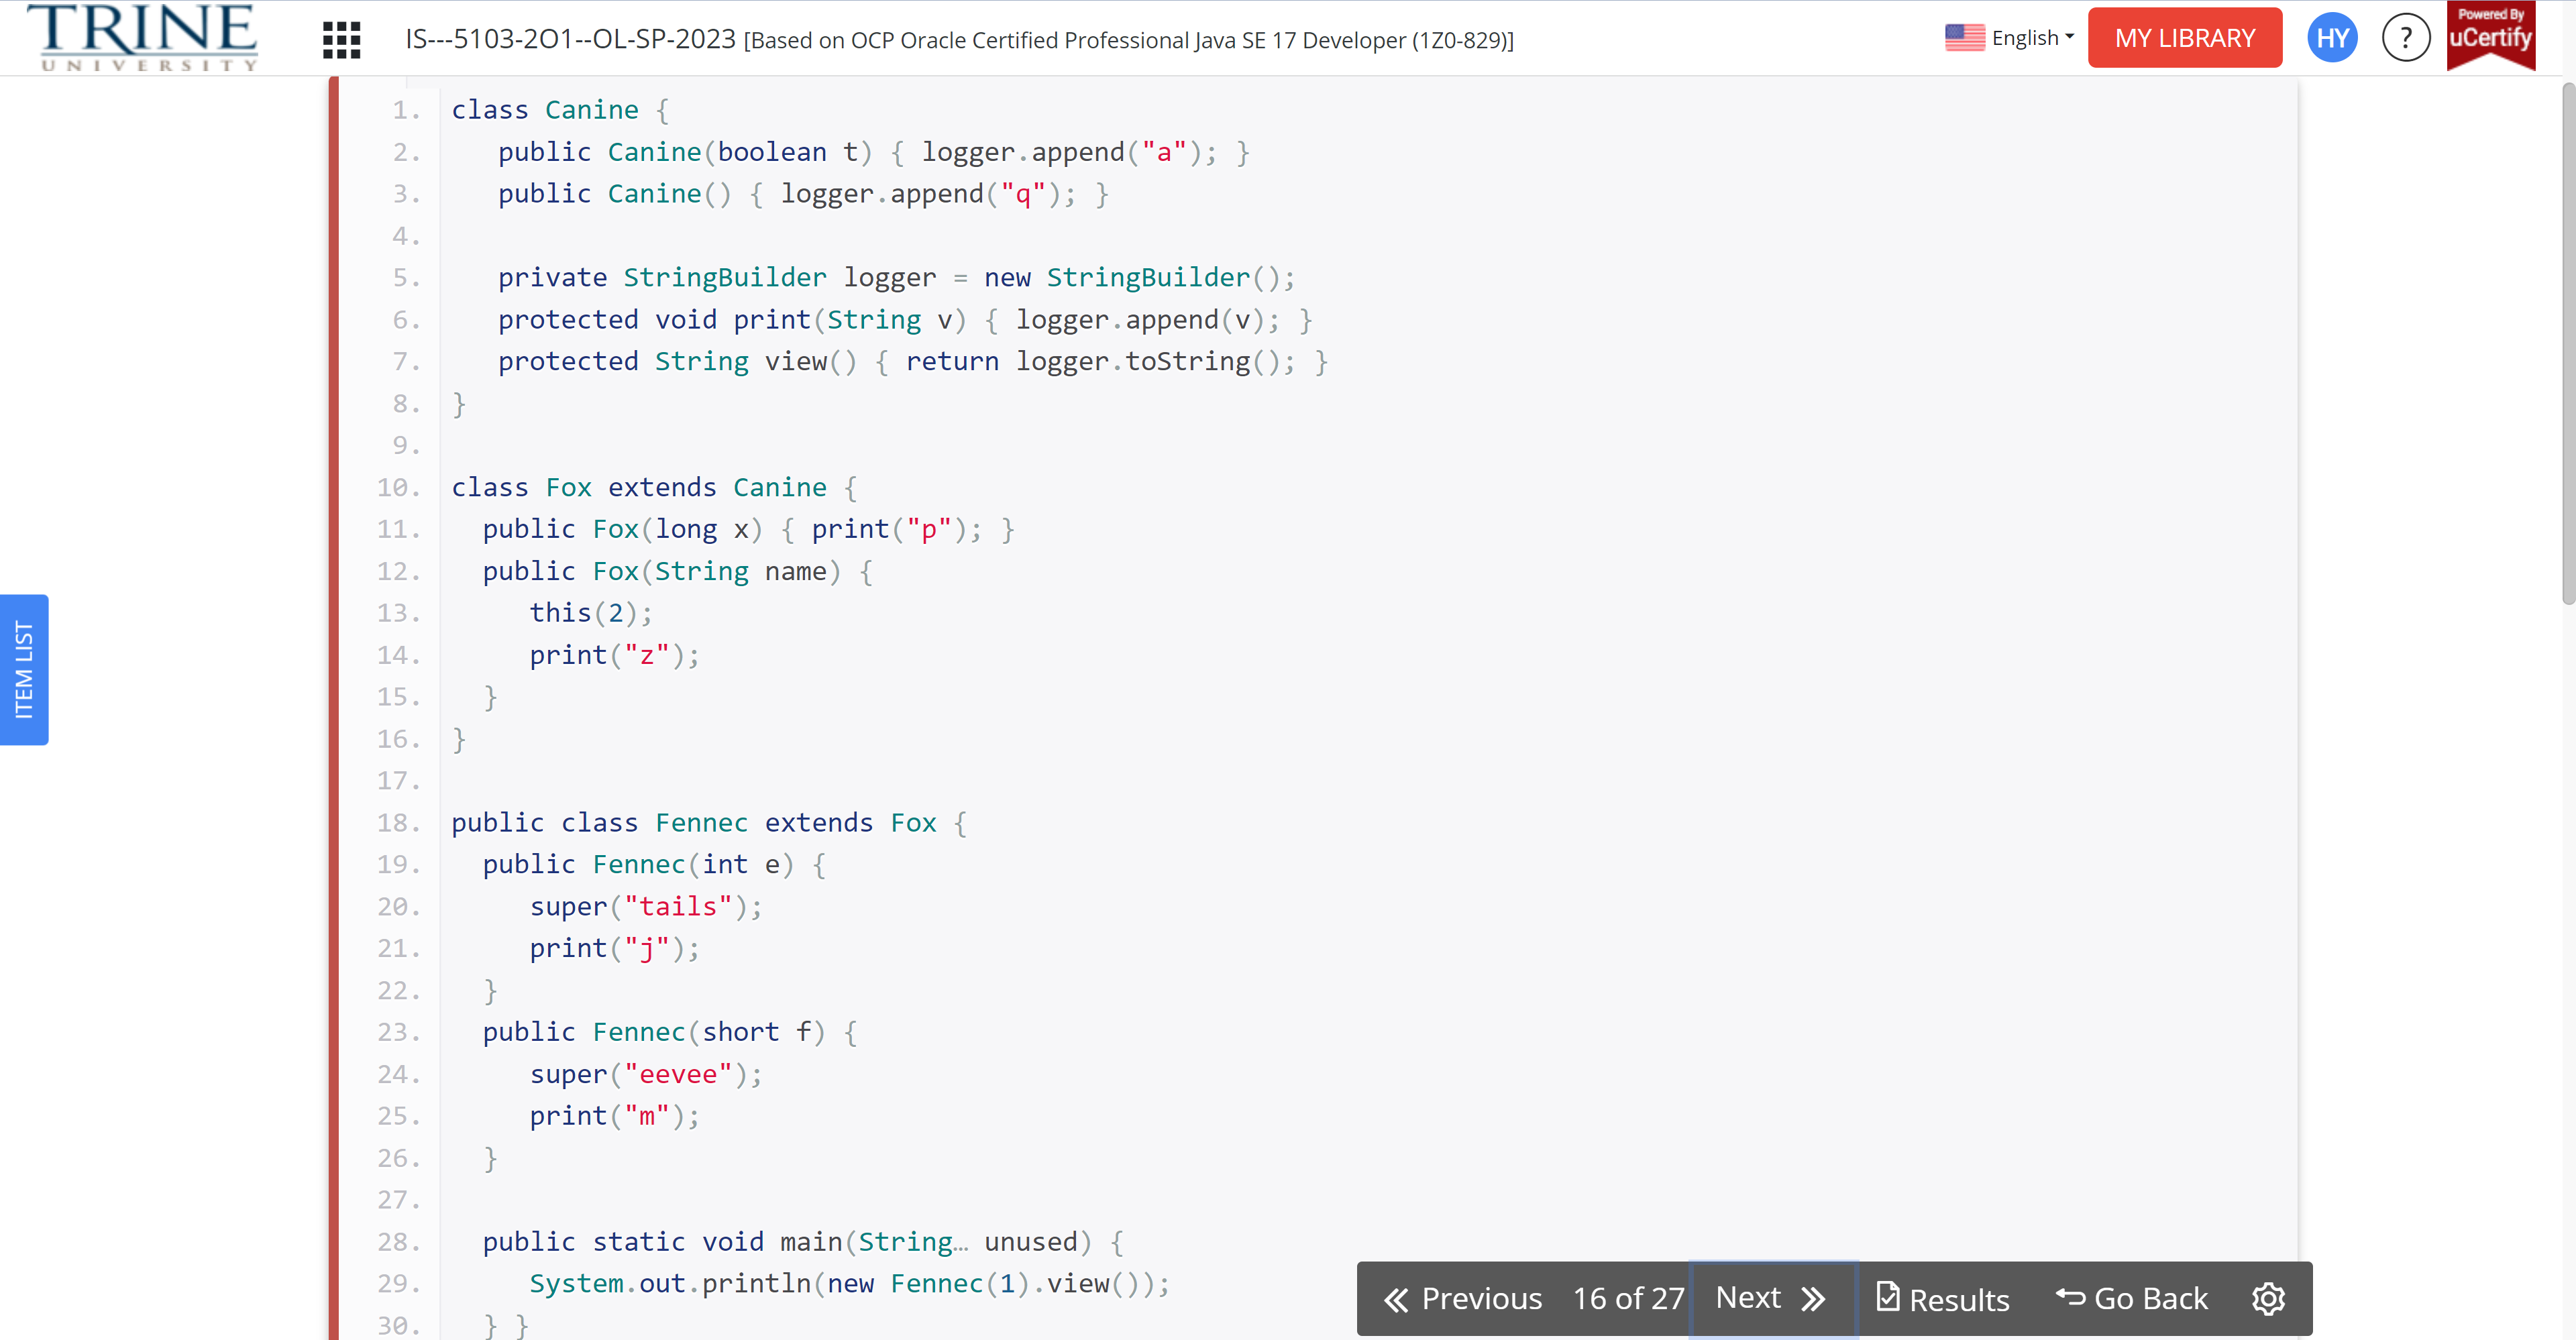 TRINE
UNIVERSITY
IS---5103-2O1--OL-SP-2023 [Based on OCP Oracle Certified Professional Java SE 17 Developer (1Z0-829)]
English
MY LIBRARY
HY
?
Powered By
uCertify
ITEM LIST
1. class Canine {
2. public Canine(boolean t) { logger.append("a"); }
3. public Canine() { logger.append("q"); }
4.
5. private StringBuilder logger = new StringBuilder();
6. protected void print(String v) { logger.append(v); }
7. protected String view() { return logger.toString(); }
8. }
9.
10. class Fox extends Canine {
11. public Fox(long x) { print("p"); }
12. public Fox(String name) {
13. this(2);
14. print("z");
15. }
16. }
17.
18. public class Fennec extends Fox {
19. public Fennec(int e) {
20. super("tails");
21. print("j");
22. }
23. public Fennec(short f) {
24. super("eevee");
25. print("m");
26. }
27.
28. public static void main(String… unused) {
29. System.out.println(new Fennec(1).view());
30. } }
Previous
16 of 27
Next
Results
Go Back